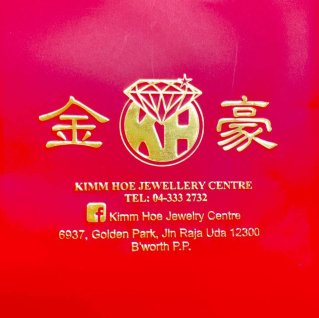 金 KH 豪
KIMM HOE JEWELLERY CENTRE
TEL: 04-333 2732
Kimm Hoe Jewelry Centre
6937, Golden Park, Jln Raja Uda 12300
B'worth P.P.